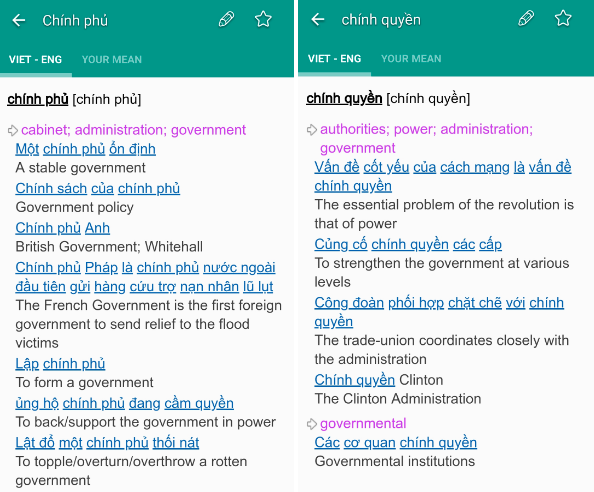 Chính phủ
VIET - ENG YOUR MEAN
chính phủ [chính phủ]
cabinet; administration; government
Một chính phủ ổn định
A stable government
Chính sách của chính phủ
Government policy
Chính phủ Anh
British Government; Whitehall
Chính phủ Pháp là chính phủ nước ngoài
đầu tiên gửi hàng cứu trợ nạn nhân lũ lụt
The French Government is the first foreign
government to send relief to the flood
victims
Lập chính phủ
To form a government
ủng hộ chính phủ đang cầm quyền
To back/support the government in power
Lật đổ một chính phủ thối nát
To topple/overturn/overthrow a rotten
government
chính quyền
VIET - ENG YOUR MEAN
chính quyền [chính quyền]
authorities; power; administration;
government
Vấn đề cốt yếu của cách mạng là vấn đề
chính quyền
The essential problem of the revolution is
that of power
Củng cố chính quyền các cấp
To strengthen the government at various
levels
Công đoàn phối hợp chặt chẽ với chính
quyền
The trade-union coordinates closely with
the administration
Chính quyền Clinton
The Clinton Administration
governmental
Các cơ quan chính quyền
Governmental institutions